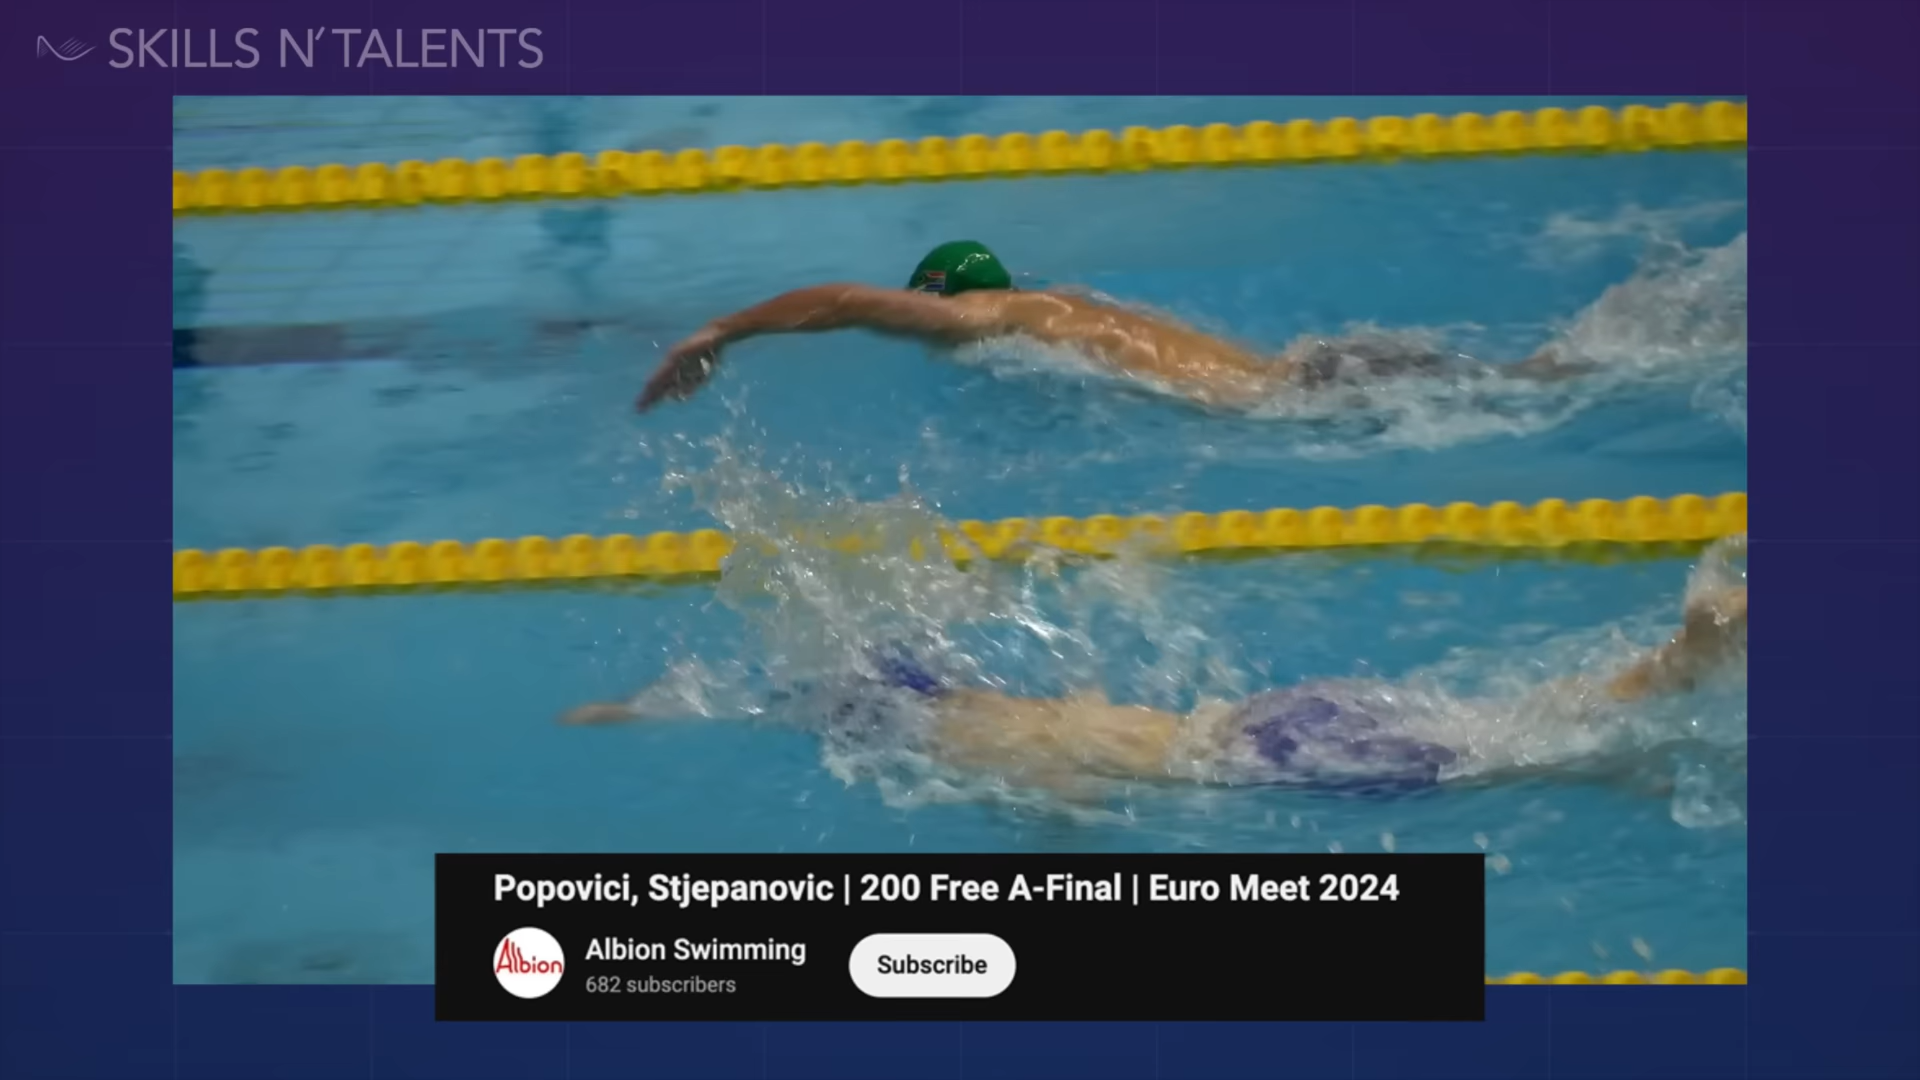 SKILLS N' TALENTS
Popovici, Stjepanovic | 200 Free A-Final | Euro Meet 2024
Albion
Albion Swimming
Subscribe
682 subscribers